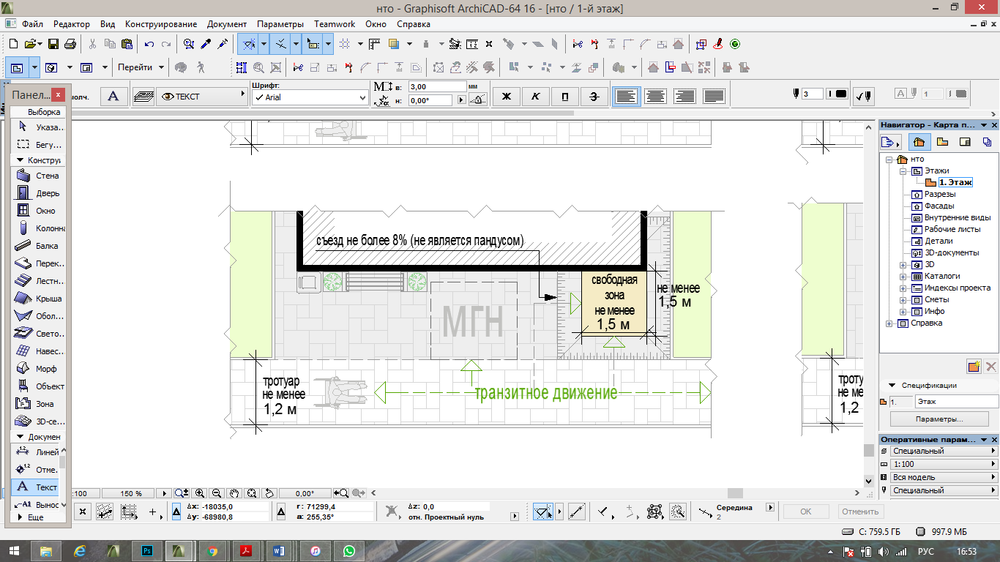 нто - Graphisoft ArchiCAD-64 16 - [нто / 1-й этаж]
Файл Редактор Вид Конструирование Документ Параметры Teamwork Окно Справка
Перейти
Панел...
молч.
ТЕКСТ
Шрифт:
Arial
в: 3,00 мм
н: 0,00°
Ж К П З
3 1
A 1
Выборка
Указа...
Бегу...
Констру
Стена
Дверь
Окно
Колонна
Балка
Перек...
Лестн...
Крыша
Обол...
Свето...
Навес...
Морф
Объект
Зона
3D-се...
Докумен
Линей
Отме...
Текст
Вынос
Еще
съезд не более 8% (не является пандусом)
свободная
зона
не менее
1,5 м
не менее
1,5 м
МГН
тротуар
не менее
1,2 м
транзитное движение
троту
не ме
1,2
Навигатор - Карта п...
нто
Этажи
1. Этаж
Разрезы
Фасады
Внутренние виды
Рабочие листы
Детали
3D-документы
3D
Каталоги
Индексы проекта
Сметы
Инфо
Справка
Спецификации
1. Этаж
Параметры...
Оперативные парам...
Специальный
1:100
Вся модель
Специальный
:100 150 % 0,00°
Δx: -18035,0
Δy: -68980,8
r: 71299,4
a: 255,35°
Δz: 0,0
отн. Проектный нуль
Середина
2
ОК Отменить
C: 759.5 ГБ 997.9 МБ
РУС 16:53